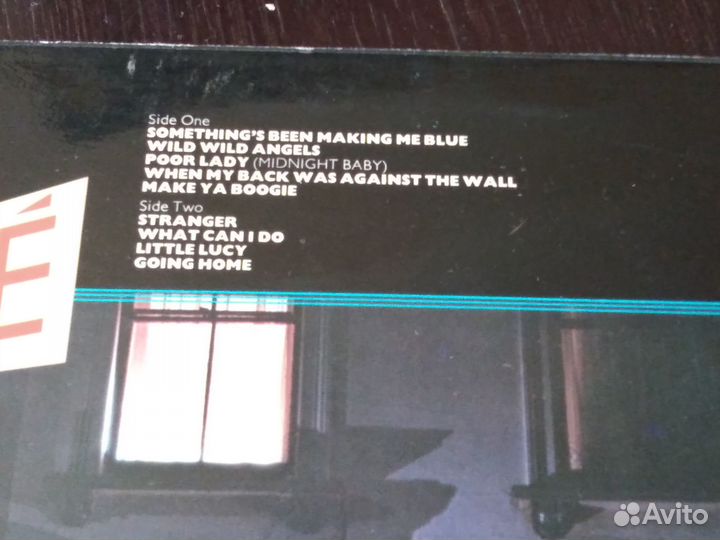 Side One
SOMETHING'S BEEN MAKING ME BLUE
WILD WILD ANGELS
POOR LADY (MIDNIGHT BABY)
WHEN MY BACK WAS AGAINST THE WALL
MAKE YA BOOGIE
Side Two
STRANGER
WHAT CAN I DO
LITTLE LUCY
GOING HOME
É
Avito